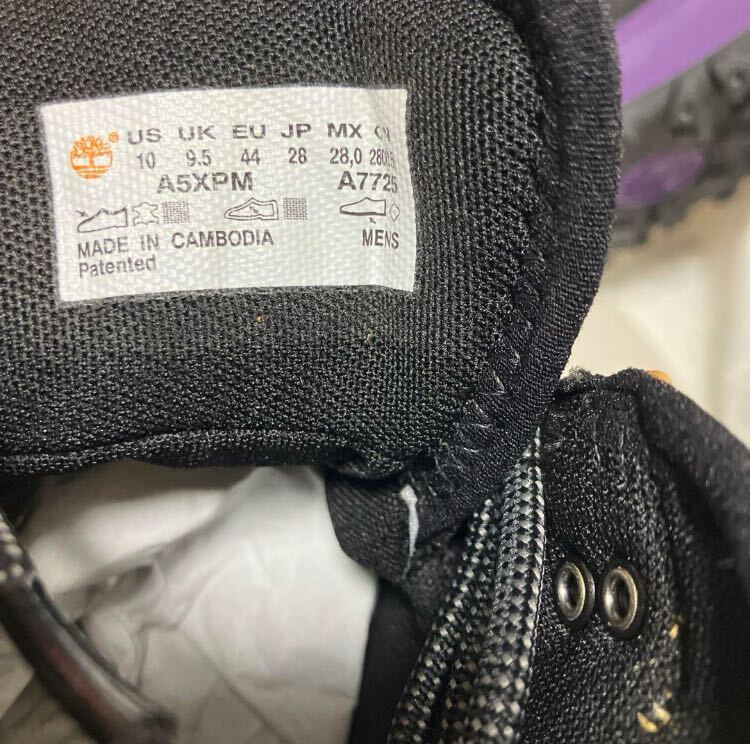 US UK EU JP MX
10 9.5 44 28 28,0
A5XPM A7725
MADE IN CAMBODIA MENS
Patented